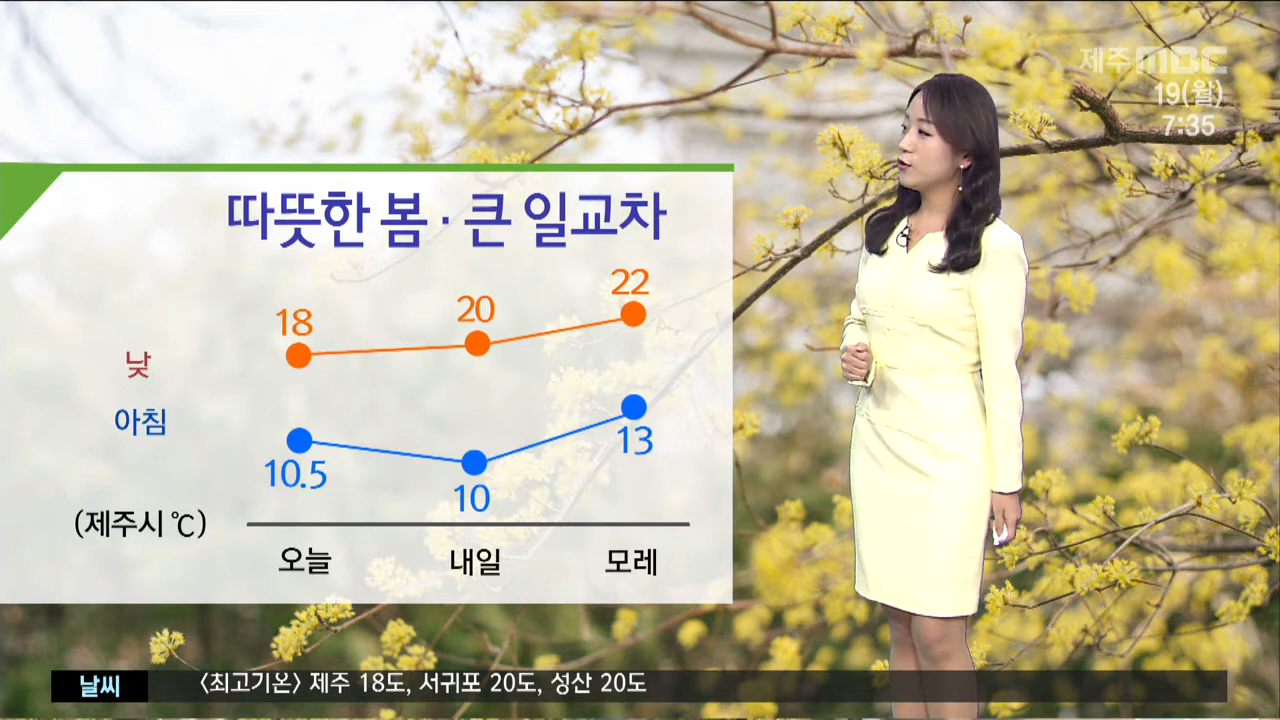 제주MBC
19(월)
7:35
따뜻한 봄 · 큰 일교차
18 20 22
낮
아침
10.5 10 13
(제주시 ℃)
오늘 내일 모레
날씨 〈최고기온〉 제주 18도, 서귀포 20도, 성산 20도